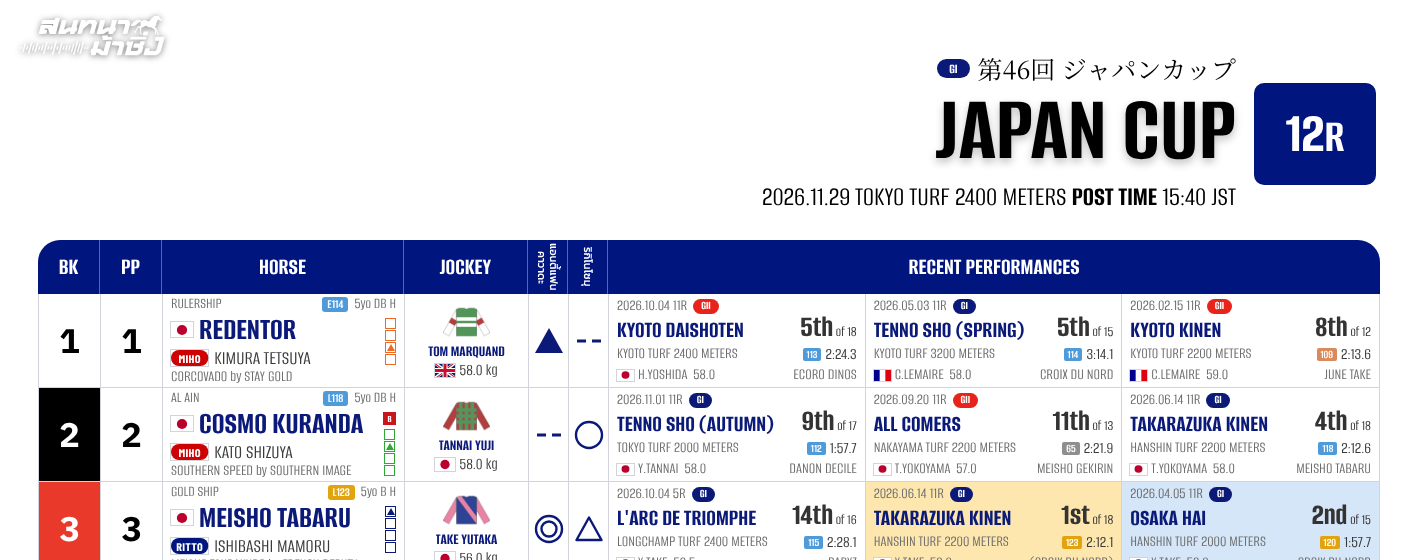 สนทนาชู
ม้าซิ่ง
GI 第46回 ジャパンカップ
JAPAN CUP
12R
2026.11.29 TOKYO TURF 2400 METERS POST TIME 15:40 JST
BK PP HORSE JOCKEY RECENT PERFORMANCES
1 1
RULERSHIP E114 5yo DB H
REDENTOR
MIHO KIMURA TETSUYA
CORCOVADO by STAY GOLD
TOM MARQUAND
58.0 kg
▲ --
2026.10.04 11R GII
KYOTO DAISHOTEN 5th of 18
KYOTO TURF 2400 METERS 113 2:24.3
H.YOSHIDA 58.0 ECORO DINOS
2026.05.03 11R GI
TENNO SHO (SPRING) 5th of 15
KYOTO TURF 3200 METERS 114 3:14.1
C.LEMAIRE 58.0 CROIX DU NORD
2026.02.15 11R GII
KYOTO KINEN 8th of 12
KYOTO TURF 2200 METERS 109 2:13.6
C.LEMAIRE 59.0 JUNE TAKE
2 2
AL AIN L118 5yo DB H
COSMO KURANDA B
MIHO KATO SHIZUYA
SOUTHERN SPEED by SOUTHERN IMAGE
TANNAI YUJI
58.0 kg
-- ○
2026.11.01 11R GI
TENNO SHO (AUTUMN) 9th of 17
TOKYO TURF 2000 METERS 112 1:57.7
Y.TANNAI 58.0 DANON DECILE
2026.09.20 11R GII
ALL COMERS 11th of 13
NAKAYAMA TURF 2200 METERS 65 2:21.9
T.YOKOYAMA 57.0 MEISHO GEKIRIN
2026.06.14 11R GI
TAKARAZUKA KINEN 4th of 18
HANSHIN TURF 2200 METERS 118 2:12.6
T.YOKOYAMA 58.0 MEISHO TABARU
3 3
GOLD SHIP L123 5yo B H
MEISHO TABARU
RITTO ISHIBASHI MAMORU
TAKE YUTAKA
56.0 kg
◎ △
2026.10.04 5R GI
L'ARC DE TRIOMPHE 14th of 16
LONGCHAMP TURF 2400 METERS 115 2:28.1
2026.06.14 11R GI
TAKARAZUKA KINEN 1st of 18
HANSHIN TURF 2200 METERS 123 2:12.1
2026.04.05 11R GI
OSAKA HAI 2nd of 15
HANSHIN TURF 2000 METERS 120 1:57.7